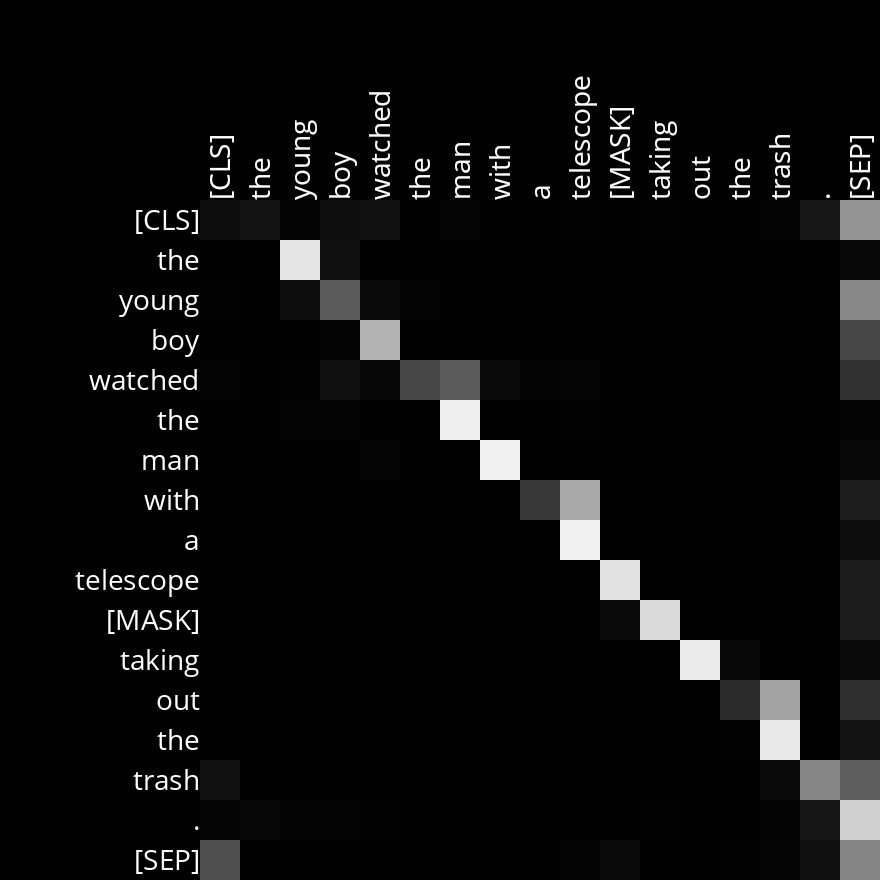 [CLS]
the
young
boy
watched
the
man
with
a
telescope
[MASK]
taking
out
the
trash
.
[SEP]
[CLS]
the
young
boy
watched
the
man
with
a
telescope
[MASK]
taking
out
the
trash
.
[SEP]